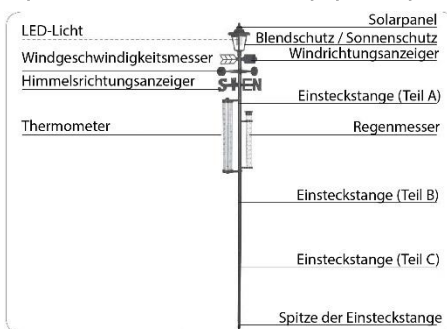 Solarpanel
LED-Licht
Blendschutz / Sonnenschutz
Windgeschwindigkeitsmesser
Windrichtungsanzeiger
Himmelsrichtungsanzeiger
S N E N
Einsteckstange (Teil A)
Thermometer
Regenmesser
Einsteckstange (Teil B)
Einsteckstange (Teil C)
Spitze der Einsteckstange